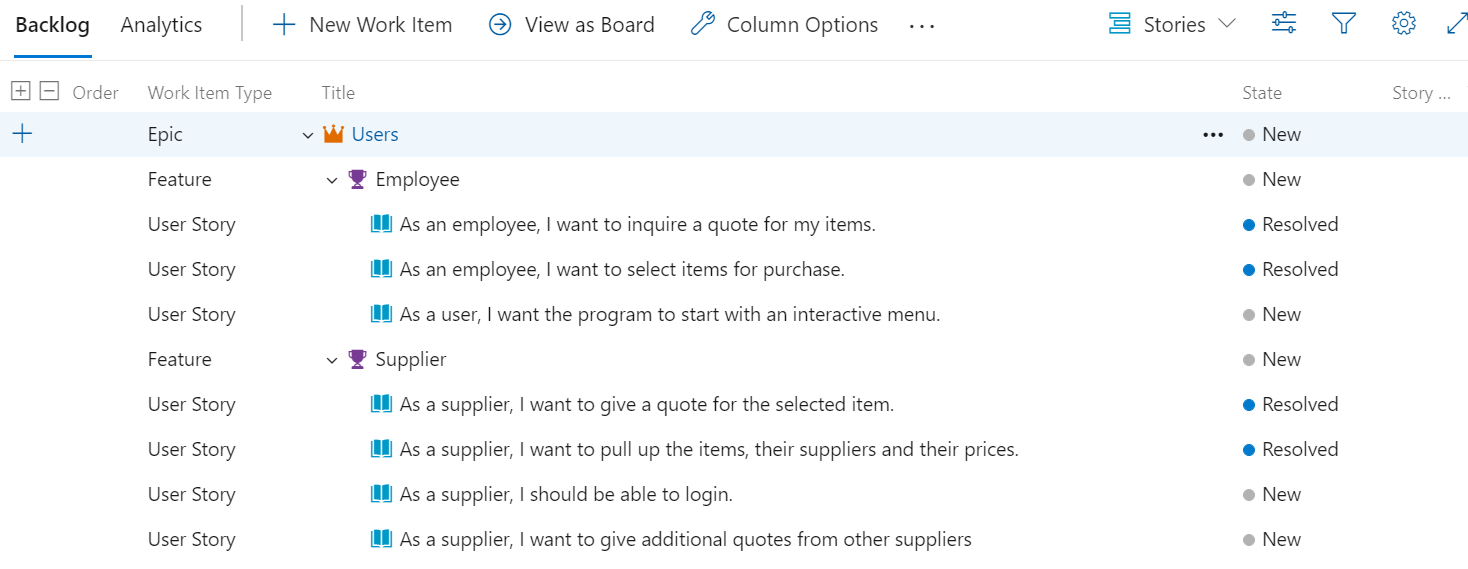 Backlog Analytics New Work Item View as Board Column Options ... Stories
Order Work Item Type Title State Story ...
Epic Users ... New
Feature Employee New
User Story As an employee, I want to inquire a quote for my items. Resolved
User Story As an employee, I want to select items for purchase. Resolved
User Story As a user, I want the program to start with an interactive menu. New
Feature Supplier New
User Story As a supplier, I want to give a quote for the selected item. Resolved
User Story As a supplier, I want to pull up the items, their suppliers and their prices. Resolved
User Story As a supplier, I should be able to login. New
User Story As a supplier, I want to give additional quotes from other suppliers New